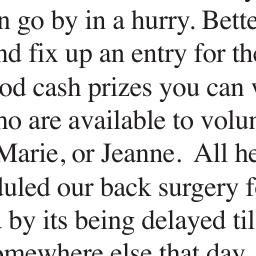 n go by in a hurry. Bette
nd fix up an entry for the
od cash prizes you can
ho are available to volun
Marie, or Jeanne.  All he
duled our back surgery f
by its being delayed til
omewhere else that day